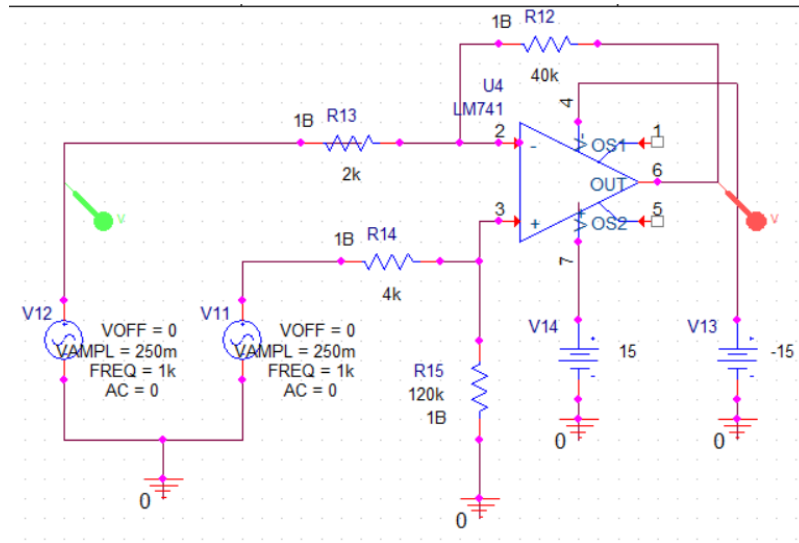 1B R12
40k
U4
LM741
1B R13
2k
2
-
4
V-
OS1
1
OUT
6
3
+
V+
OS2
5
7
V
V
1B R14
4k
V12
VOFF = 0
VAMPL = 250m
FREQ = 1k
AC = 0
V11
VOFF = 0
VAMPL = 250m
FREQ = 1k
AC = 0
R15
120k
1B
V14
+
15
-
V13
+
-15
-
0
0
0
0